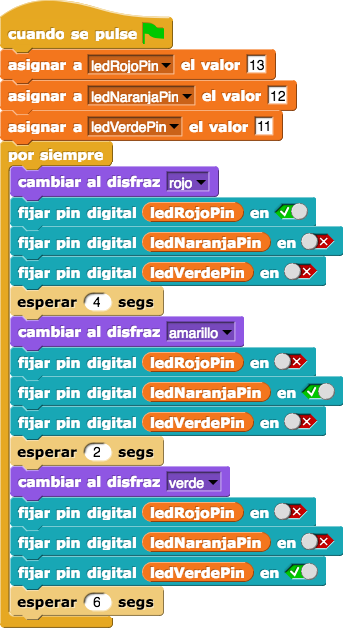 cuando se pulse
asignar a ledRojoPin el valor 13
asignar a ledNaranjaPin el valor 12
asignar a ledVerdePin el valor 11
por siempre
cambiar al disfraz rojo
fijar pin digital ledRojoPin en
fijar pin digital ledNaranjaPin en
fijar pin digital ledVerdePin en
esperar 4 segs
cambiar al disfraz amarillo
fijar pin digital ledRojoPin en
fijar pin digital ledNaranjaPin en
fijar pin digital ledVerdePin en
esperar 2 segs
cambiar al disfraz verde
fijar pin digital ledRojoPin en
fijar pin digital ledNaranjaPin en
fijar pin digital ledVerdePin en
esperar 6 segs